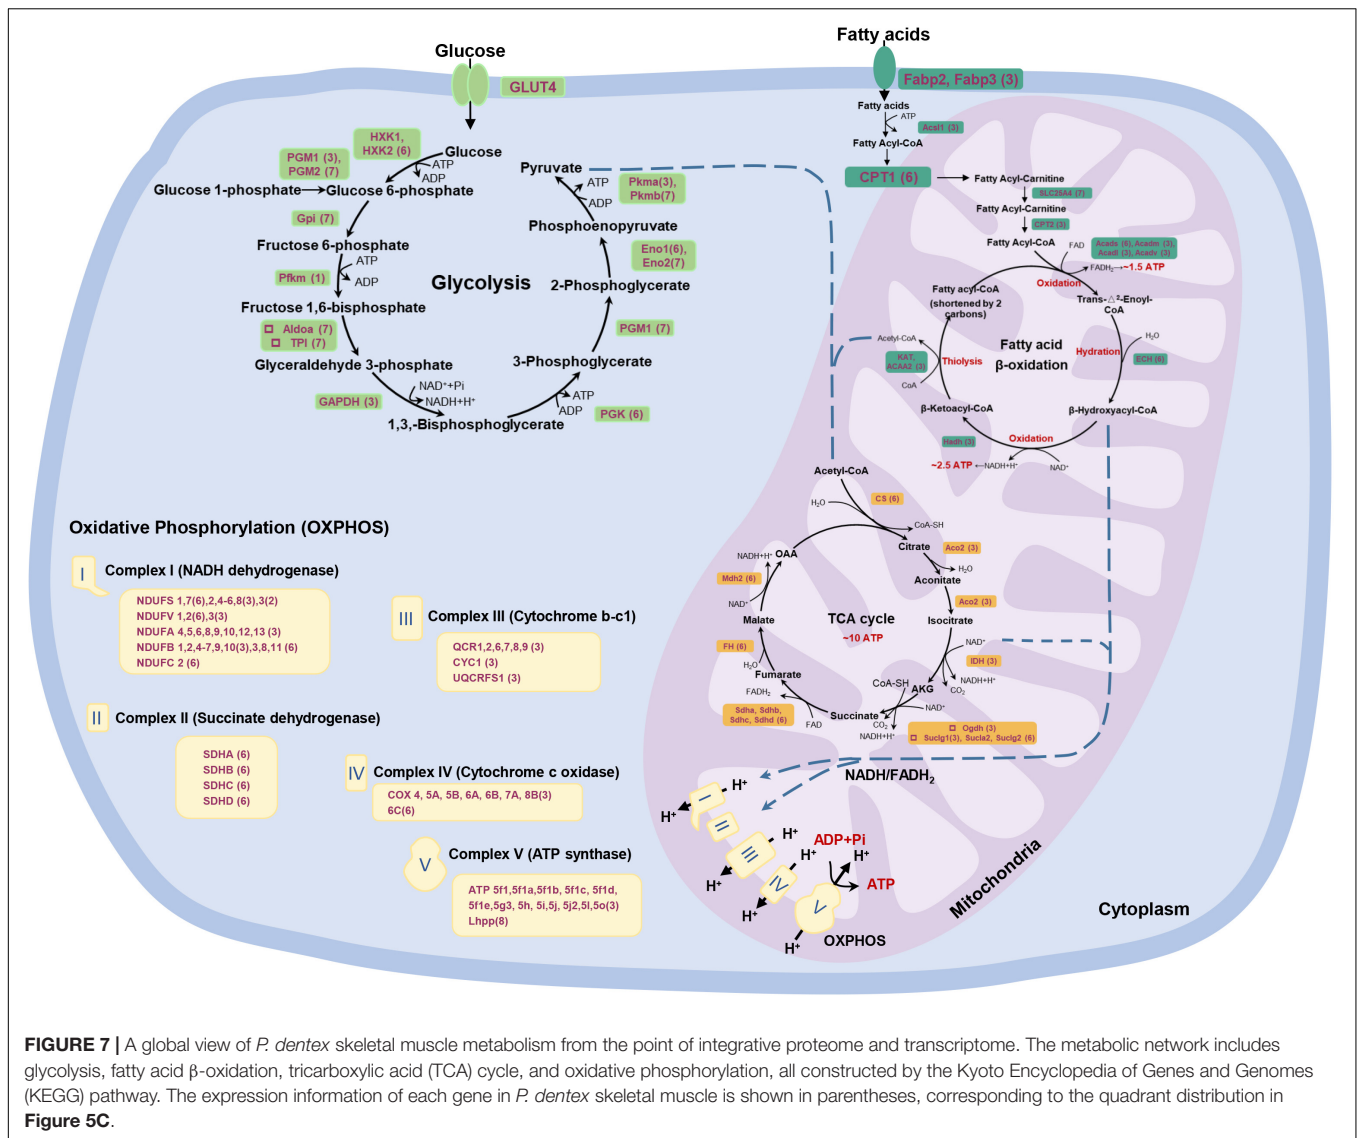 Glucose
GLUT4
HXK1,
HXK2 (6)
Glucose
ATP
ADP
PGM1 (3),
PGM2 (7)
Glucose 1-phosphate
Glucose 6-phosphate
Gpi (7)
Fructose 6-phosphate
ATP
ADP
Pfkm (1)
Fructose 1,6-bisphosphate
Aldoa (7)
TPI (7)
Glyceraldehyde 3-phosphate
GAPDH (3)
NAD⁺+Pi
NADH+H⁺
1,3,-Bisphosphoglycerate
ATP
ADP
PGK (6)
3-Phosphoglycerate
PGM1 (7)
2-Phosphoglycerate
Eno1(6),
Eno2(7)
Phosphoenopyruvate
ATP
ADP
Pkma(3),
Pkmb(7)
Pyruvate
Glycolysis
Fatty acids
Fabp2, Fabp3 (3)
Fatty acids
ATP
Acsl1 (3)
Fatty Acyl-CoA
CPT1 (6)
Fatty Acyl-Carnitine
SLC25A4 (7)
Fatty Acyl-Carnitine
CPT2 (3)
Fatty Acyl-CoA
FAD
Acads (6), Acadm (3),
Acadl (3), Acadv (3)
FADH₂
~1.5 ATP
Oxidation
Trans-△²-Enoyl-
CoA
H₂O
Hydration
ECH (6)
β-Hydroxyacyl-CoA
Oxidation
Hadh (3)
~2.5 ATP
NADH+H⁺
NAD⁺
β-Ketoacyl-CoA
Thiolysis
KAT,
ACAA2 (3)
Acetyl-CoA
CoA
Fatty acyl-CoA
(shortened by 2
carbons)
Fatty acid
β-oxidation
Acetyl-CoA
H₂O
CS (6)
CoA-SH
Citrate
Aco2 (3)
H₂O
Aconitate
Aco2 (3)
Isocitrate
NAD⁺
IDH (3)
NADH+H⁺
CO₂
AKG
CoA-SH
NAD⁺
CO₂
NADH+H⁺
Ogdh (3)
Suclg1(3), Sucla2, Suclg2 (6)
Succinate
Sdha, Sdhb,
Sdhc, Sdhd (6)
FADH₂
FAD
Fumarate
H₂O
FH (6)
Malate
NAD⁺
Mdh2 (6)
NADH+H⁺
OAA
TCA cycle
~10 ATP
NADH/FADH₂
Oxidative Phosphorylation (OXPHOS)
I
Complex I (NADH dehydrogenase)
NDUFS 1,7(6),2,4-6,8(3),3(2)
NDUFV 1,2(6),3(3)
NDUFA 4,5,6,8,9,10,12,13 (3)
NDUFB 1,2,4-7,9,10(3),3,8,11 (6)
NDUFC 2 (6)
II
Complex II (Succinate dehydrogenase)
SDHA (6)
SDHB (6)
SDHC (6)
SDHD (6)
III
Complex III (Cytochrome b-c1)
QCR1,2,6,7,8,9 (3)
CYC1 (3)
UQCRFS1 (3)
IV
Complex IV (Cytochrome c oxidase)
COX 4, 5A, 5B, 6A, 6B, 7A, 8B(3)
6C(6)
V
Complex V (ATP synthase)
ATP 5f1,5f1a,5f1b, 5f1c, 5f1d,
5f1e,5g3, 5h, 5i,5j, 5j2,5l,5o(3)
Lhpp(8)
H⁺
I
H⁺
II
H⁺
III
H⁺
H⁺
IV
H⁺
ADP+Pi
H⁺
ATP
V
H⁺
OXPHOS
Mitochondria
Cytoplasm
FIGURE 7 | A global view of P. dentex skeletal muscle metabolism from the point of integrative proteome and transcriptome. The metabolic network includes
glycolysis, fatty acid β-oxidation, tricarboxylic acid (TCA) cycle, and oxidative phosphorylation, all constructed by the Kyoto Encyclopedia of Genes and Genomes
(KEGG) pathway. The expression information of each gene in P. dentex skeletal muscle is shown in parentheses, corresponding to the quadrant distribution in
Figure 5C.